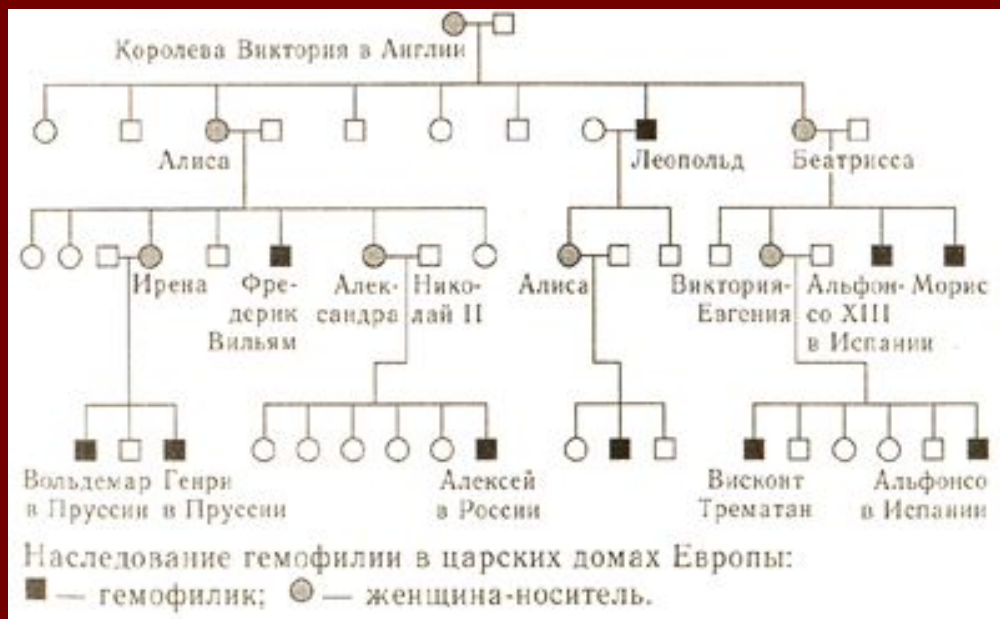 Королева Виктория в Англии
Алиса
Леопольд
Беатрисса
Ирена
Фре-
дерик
Вильям
Алек-
сандра
Нико-
лай II
Алиса
Виктория-
Евгения
Альфон-
со XIII
в Испании
Морис
Вольдемар
в Пруссии
Генри
в Пруссии
Алексей
в России
Висконт
Трематан
Альфонсо
в Испании
Наследование гемофилии в царских домах Европы:
— гемофилик; — женщина-носитель.